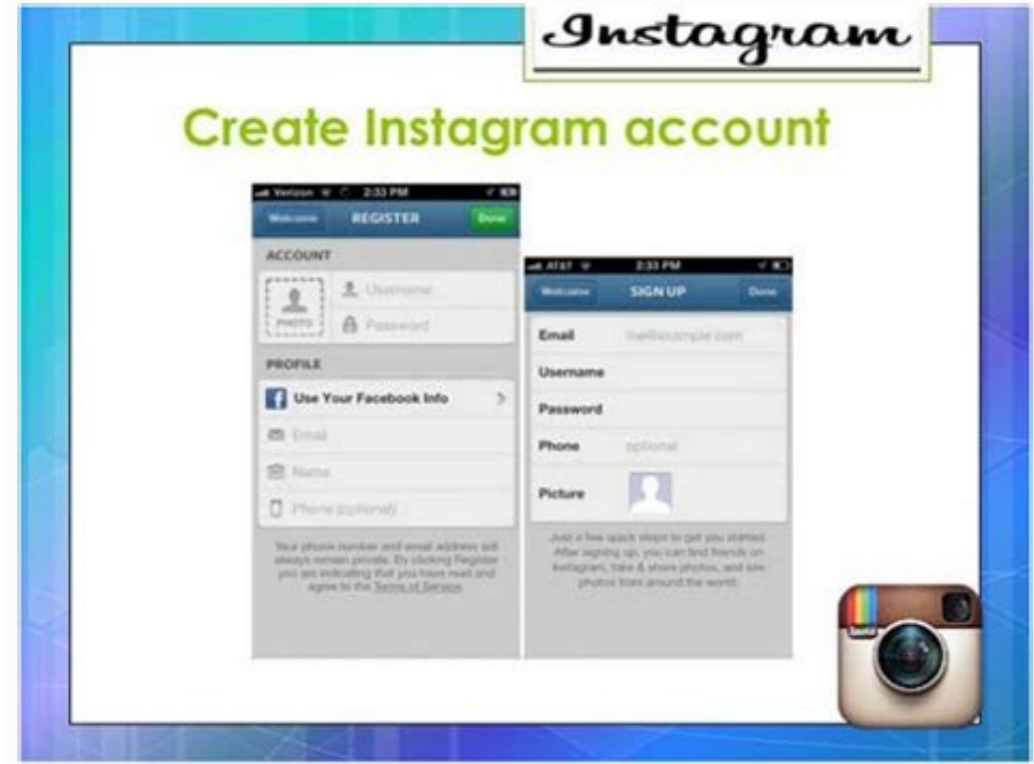 Instagram
Create Instagram account
Verizon 2:33 PM
Welcome REGISTER Done
ACCOUNT
PHOTO
Username
Password
PROFILE
Use Your Facebook Info
Email
Name
Phone (optional)
Your phone number and email address will
always remain private. By clicking Register
you are indicating that you have read and
agree to the Terms of Service
AT&T 2:33 PM
Welcome SIGN UP Done
Email
Username
Password
Phone optional
Picture
Just a few quick steps to get you started.
After signing up, you can find friends on
Instagram, take & share photos, and see
photos from around the world.
Insta